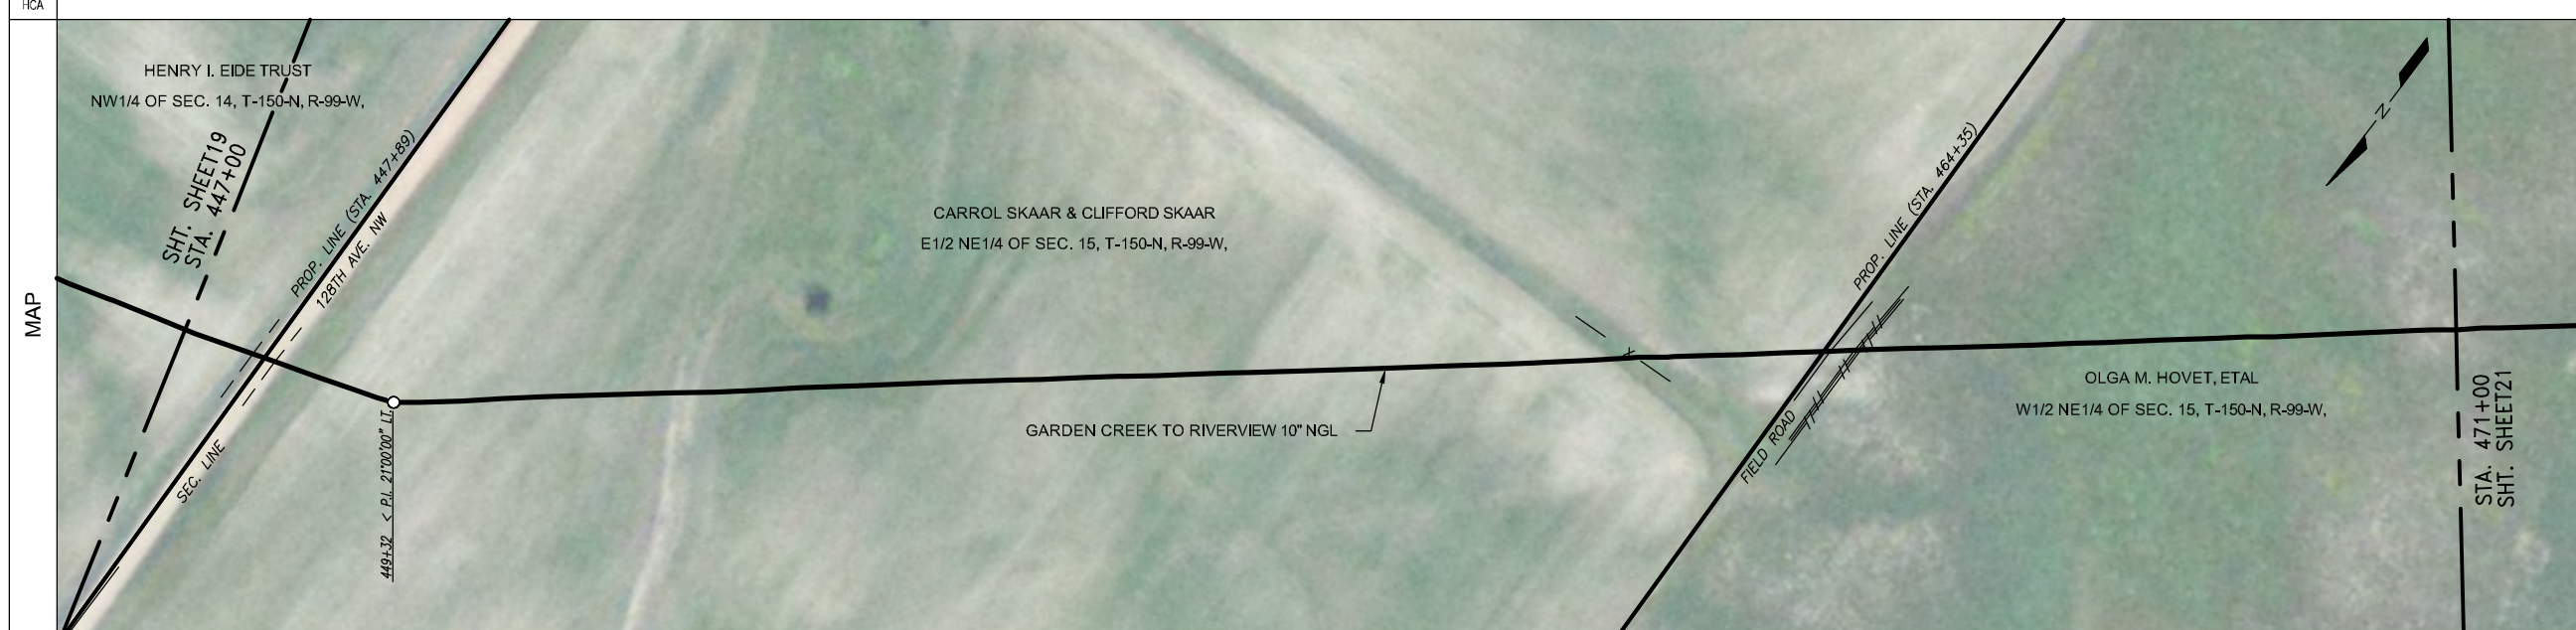 HCA
MAP
HENRY I. EIDE TRUST
NW1/4 OF SEC. 14, T-150-N, R-99-W,
SHT. SHEET19
STA. 447+00
PROP. LINE (STA. 447+89)
128TH AVE. NW
SEC. LINE
449+32 < P.I. 21°00'00" LT.
CARROL SKAAR & CLIFFORD SKAAR
E1/2 NE1/4 OF SEC. 15, T-150-N, R-99-W,
GARDEN CREEK TO RIVERVIEW 10" NGL
X
PROP. LINE (STA. 464+35)
FIELD ROAD
N
OLGA M. HOVET, ETAL
W1/2 NE1/4 OF SEC. 15, T-150-N, R-99-W,
STA. 471+00
SHT. SHEET21